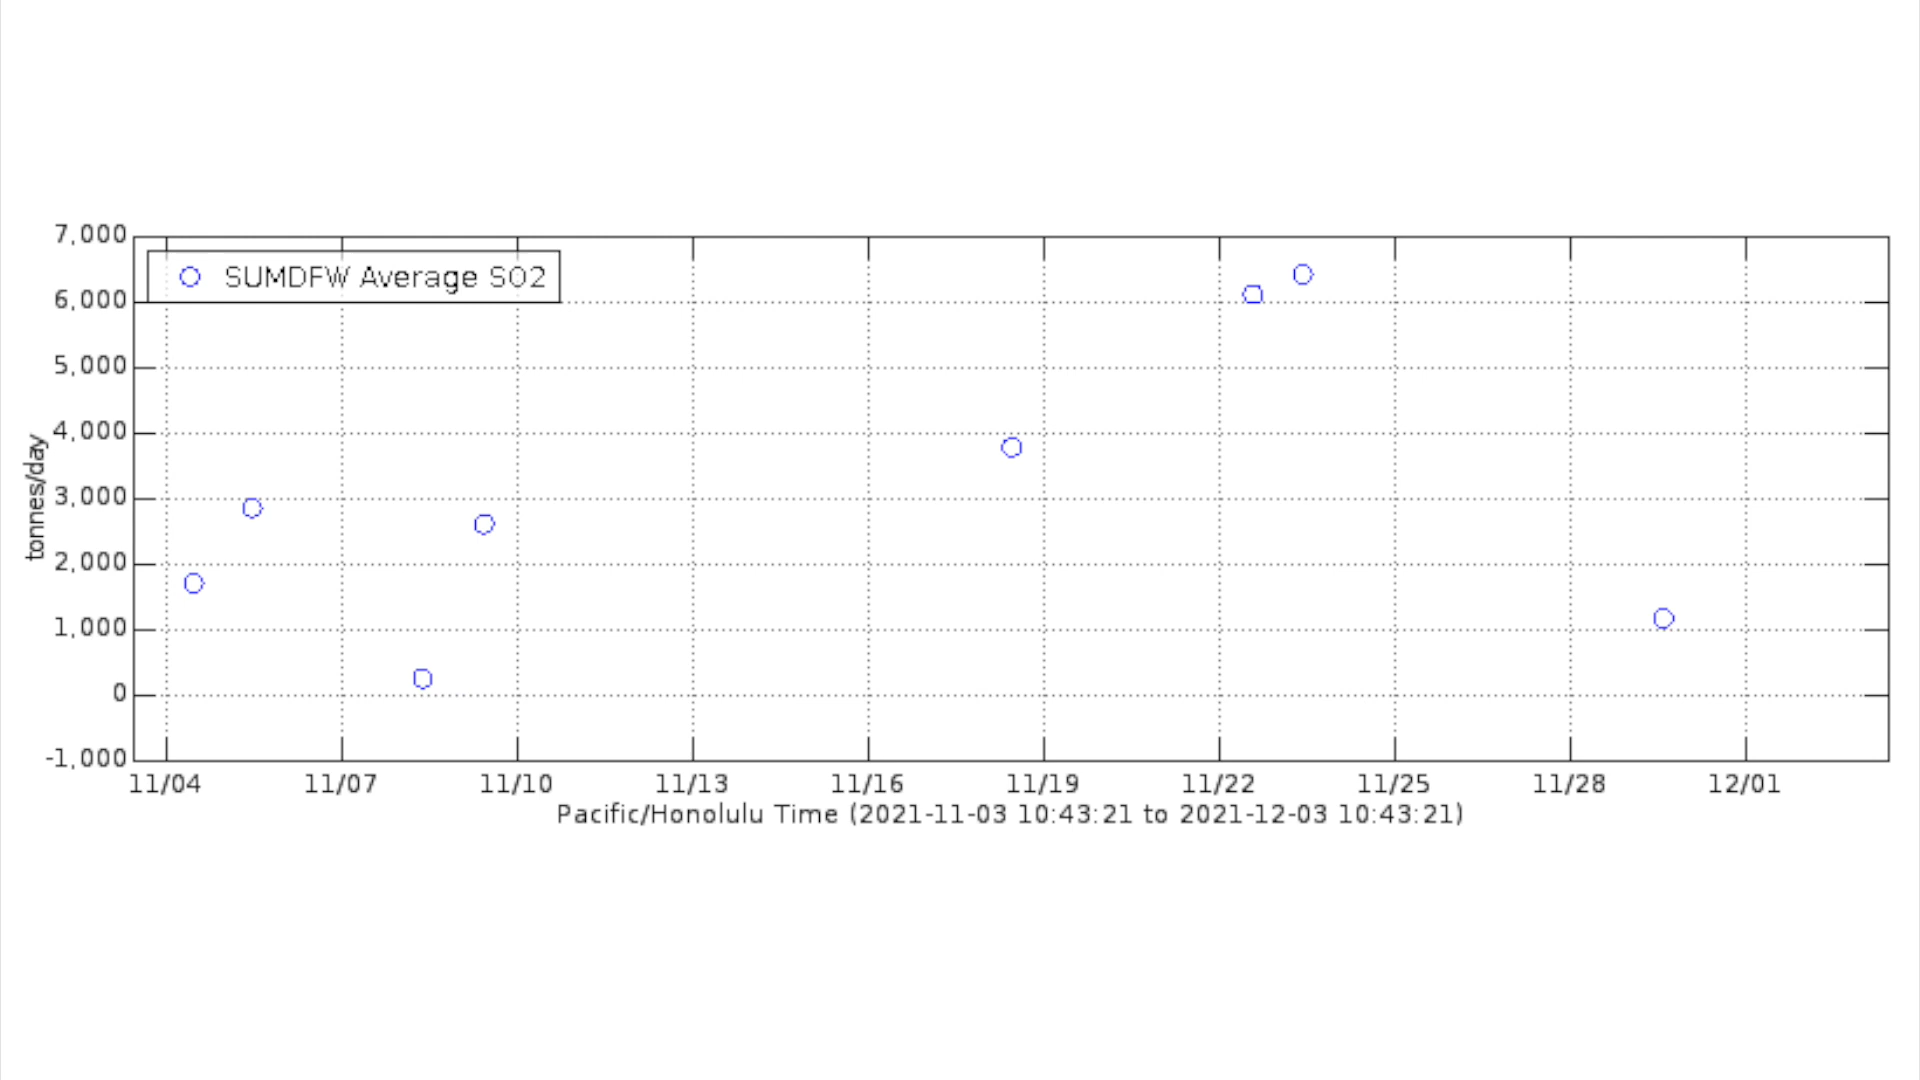 7,000
SUMDFW Average SO2
6,000
5,000
4,000
3,000
2,000
1,000
0
-1,000
tonnes/day
11/04 11/07 11/10 11/13 11/16 11/19 11/22 11/25 11/28 12/01
Pacific/Honolulu Time (2021-11-03 10:43:21 to 2021-12-03 10:43:21)